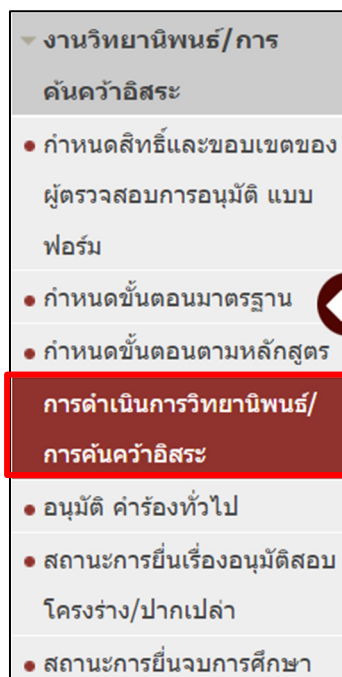 งานวิทยานิพนธ์/การ
ค้นคว้าอิสระ
กำหนดสิทธิ์และขอบเขตของ
ผู้ตรวจสอบการอนุมัติ แบบ
ฟอร์ม
กำหนดขั้นตอนมาตรฐาน
กำหนดขั้นตอนตามหลักสูตร
การดำเนินการวิทยานิพนธ์/
การค้นคว้าอิสระ
อนุมัติ คำร้องทั่วไป
สถานะการยื่นเรื่องอนุมัติสอบ
โครงร่าง/ปากเปล่า
สถานะการยื่นจบการศึกษา